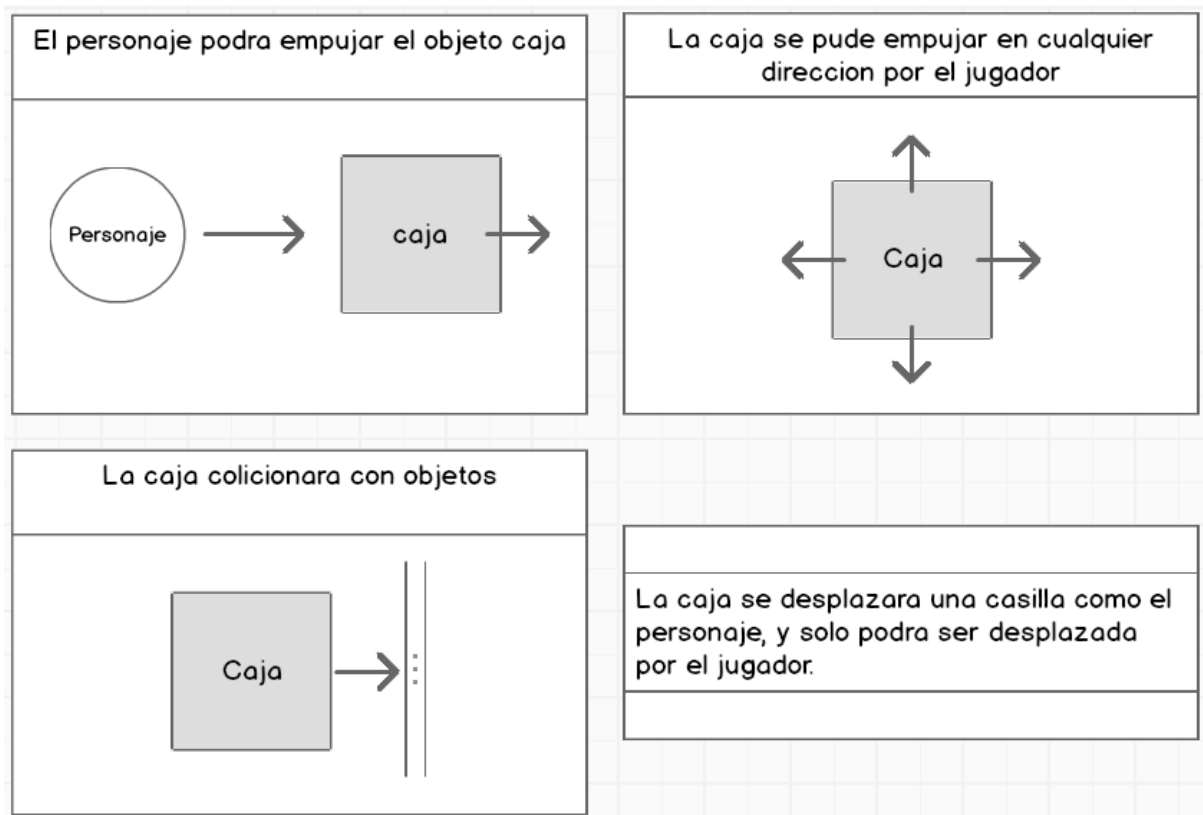 El personaje podra empujar el objeto caja
Personaje
caja
La caja se pude empujar en cualquier
direccion por el jugador
Caja
La caja colicionara con objetos
Caja
La caja se desplazara una casilla como el
personaje, y solo podra ser desplazada
por el jugador.